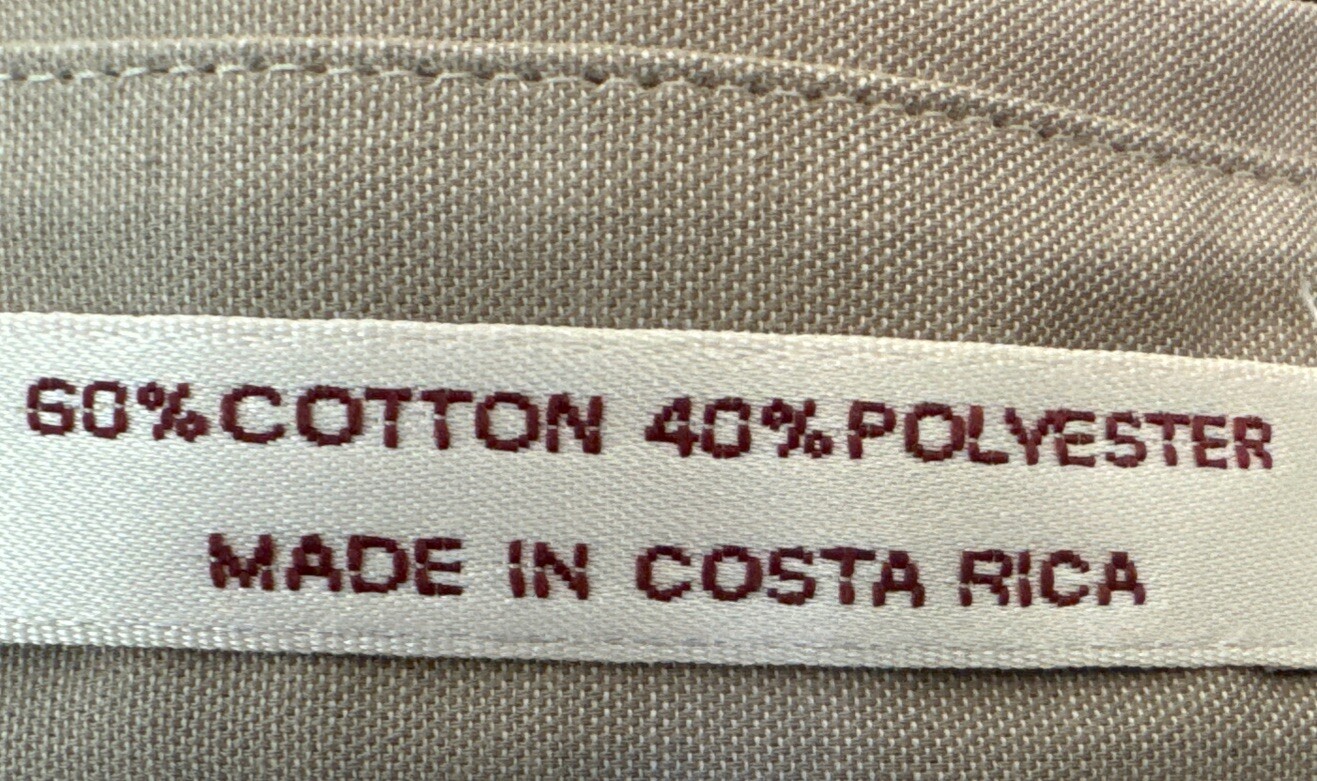 60%COTTON 40%POLYESTER
MADE IN COSTA RICA